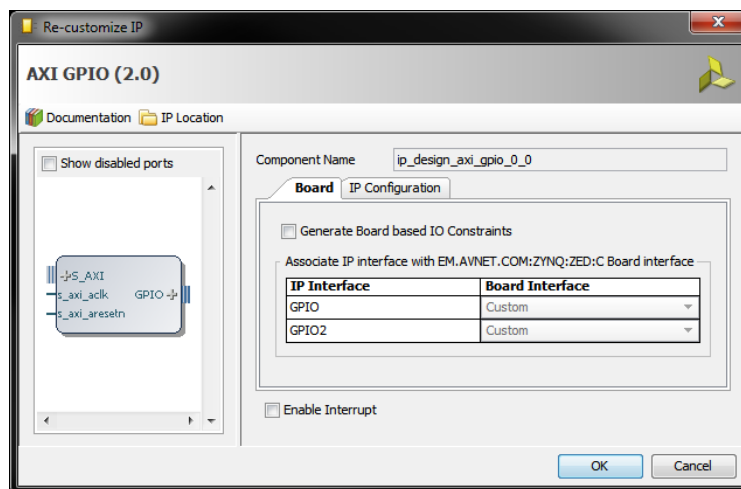 Re-customize IP
AXI GPIO (2.0)
Documentation IP Location
Show disabled ports
S_AXI
s_axi_aclk GPIO
s_axi_aresetn
Component Name ip_design_axi_gpio_0_0
Board IP Configuration
Generate Board based IO Constraints
Associate IP interface with EM.AVNET.COM:ZYNQ:ZED:C Board interface
IP Interface Board Interface
GPIO Custom
GPIO2 Custom
Enable Interrupt
OK Cancel